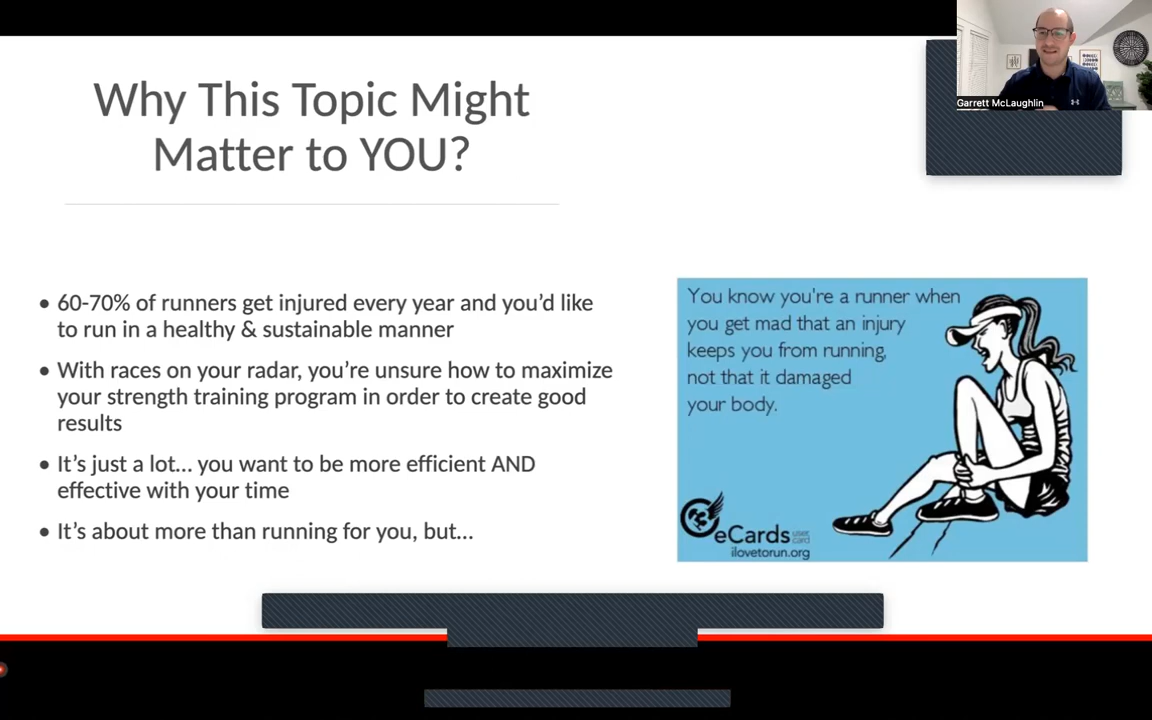 Garrett McLaughlin
Why This Topic Might
Matter to YOU?
• 60-70% of runners get injured every year and you’d like
to run in a healthy & sustainable manner
• With races on your radar, you’re unsure how to maximize
your strength training program in order to create good
results
• It’s just a lot... you want to be more efficient AND
effective with your time
• It’s about more than running for you, but...
You know you're a runner when
you get mad that an injury
keeps you from running,
not that it damaged
your body.
eCards user card
ilovetorun.org